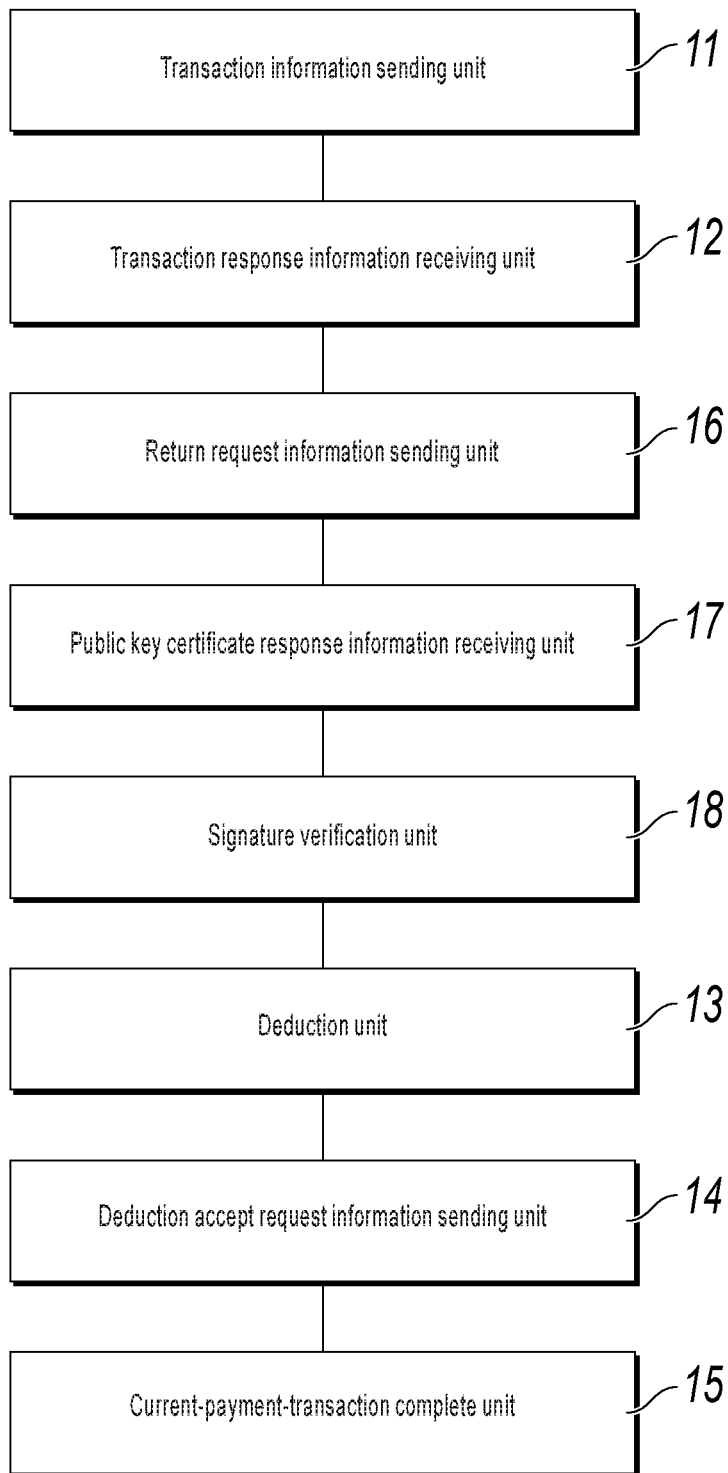 Transaction information sending unit
11
Transaction response information receiving unit
12
Return request information sending unit
16
Public key certificate response information receiving unit
17
Signature verification unit
18
Deduction unit
13
Deduction accept request information sending unit
14
Current-payment-transaction complete unit
15